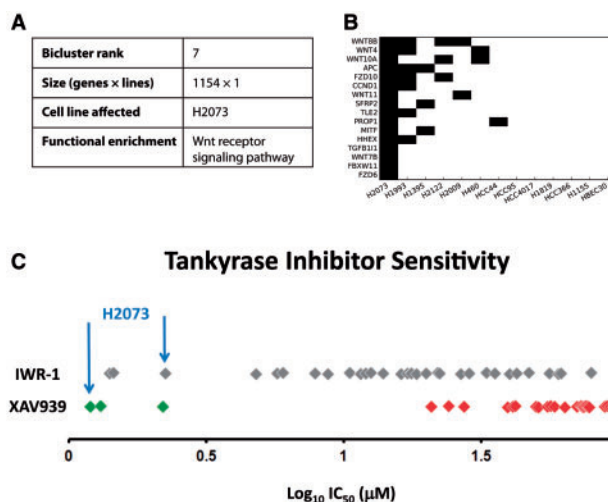 A
Bicluster rank 7
Size (genes × lines) 1154 × 1
Cell line affected H2073
Functional enrichment Wnt receptor
signaling pathway
B
WNT8B
WNT4
WNT10A
APC
FZD10
CCND1
WNT11
SFRP2
TLE2
PROP1
MITF
HHEX
TGFB1I1
WNT7B
FBXW11
FZD6
H2073 H1993 H1395 H2122 H2009 H460 HCC44 HCC95 HCC4017 H1819 HCC366 H1155 HBEC30
C
Tankyrase Inhibitor Sensitivity
H2073
IWR-1
XAV939
0 0.5 1 1.5
Log10 IC50 (μM)